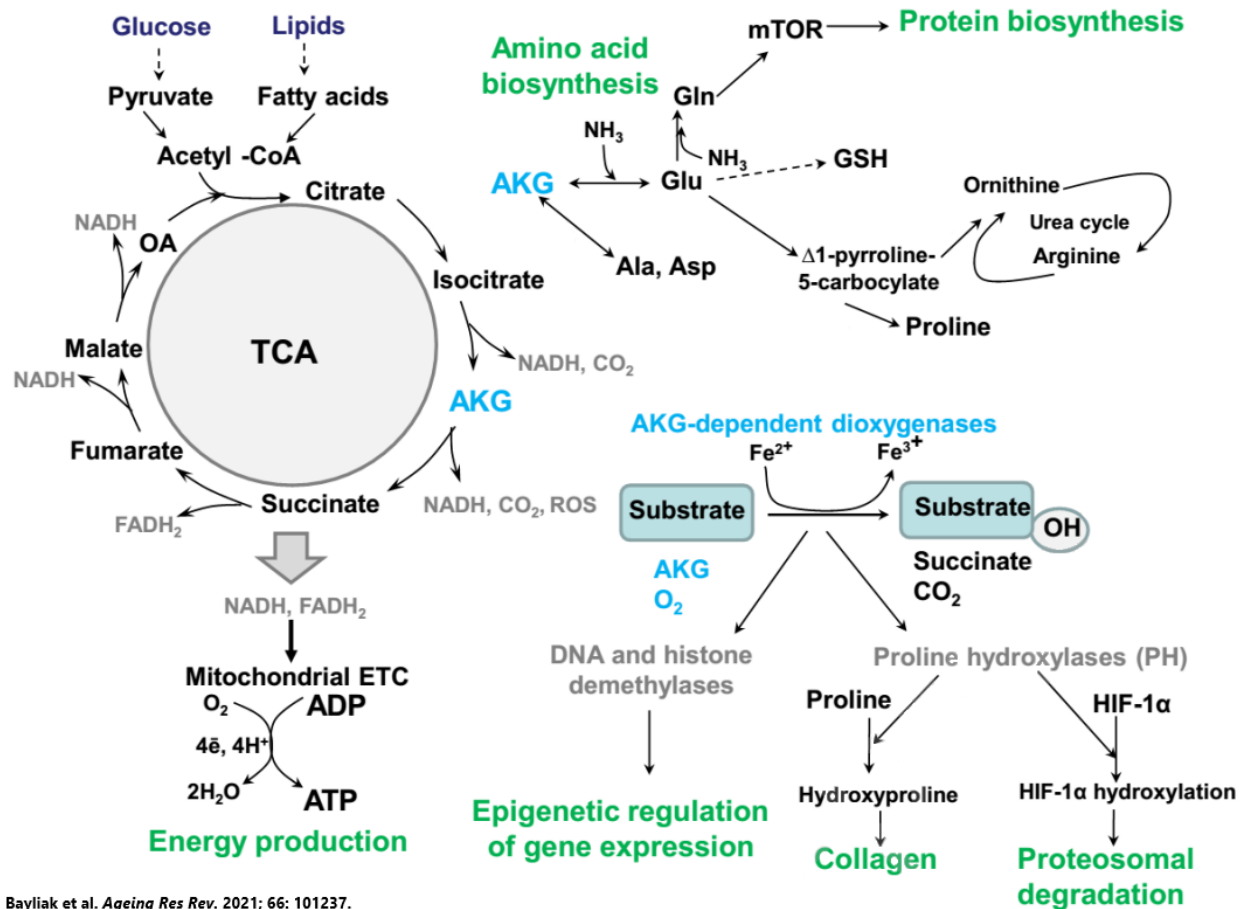 Glucose
Lipids
Pyruvate
Fatty acids
Acetyl -CoA
Citrate
NADH
OA
Isocitrate
Malate
TCA
NADH, CO₂
NADH
AKG
Fumarate
Succinate
NADH, CO₂, ROS
FADH₂
NADH, FADH₂
Mitochondrial ETC
O₂
ADP
4ē, 4H⁺
2H₂O
ATP
Energy production
Amino acid
biosynthesis
mTOR
Protein biosynthesis
Gln
NH₃
NH₃
AKG
Glu
GSH
Ornithine
Urea cycle
Arginine
Ala, Asp
Δ1-pyrroline-
5-carbocylate
Proline
AKG-dependent dioxygenases
Fe²⁺
Fe³⁺
Substrate
Substrate
OH
AKG
O₂
Succinate
CO₂
DNA and histone
demethylases
Proline hydroxylases (PH)
Proline
HIF-1α
Hydroxyproline
HIF-1α hydroxylation
Epigenetic regulation
of gene expression
Collagen
Proteosomal
degradation
Bayliak et al. Ageing Res Rev. 2021; 66: 101237.